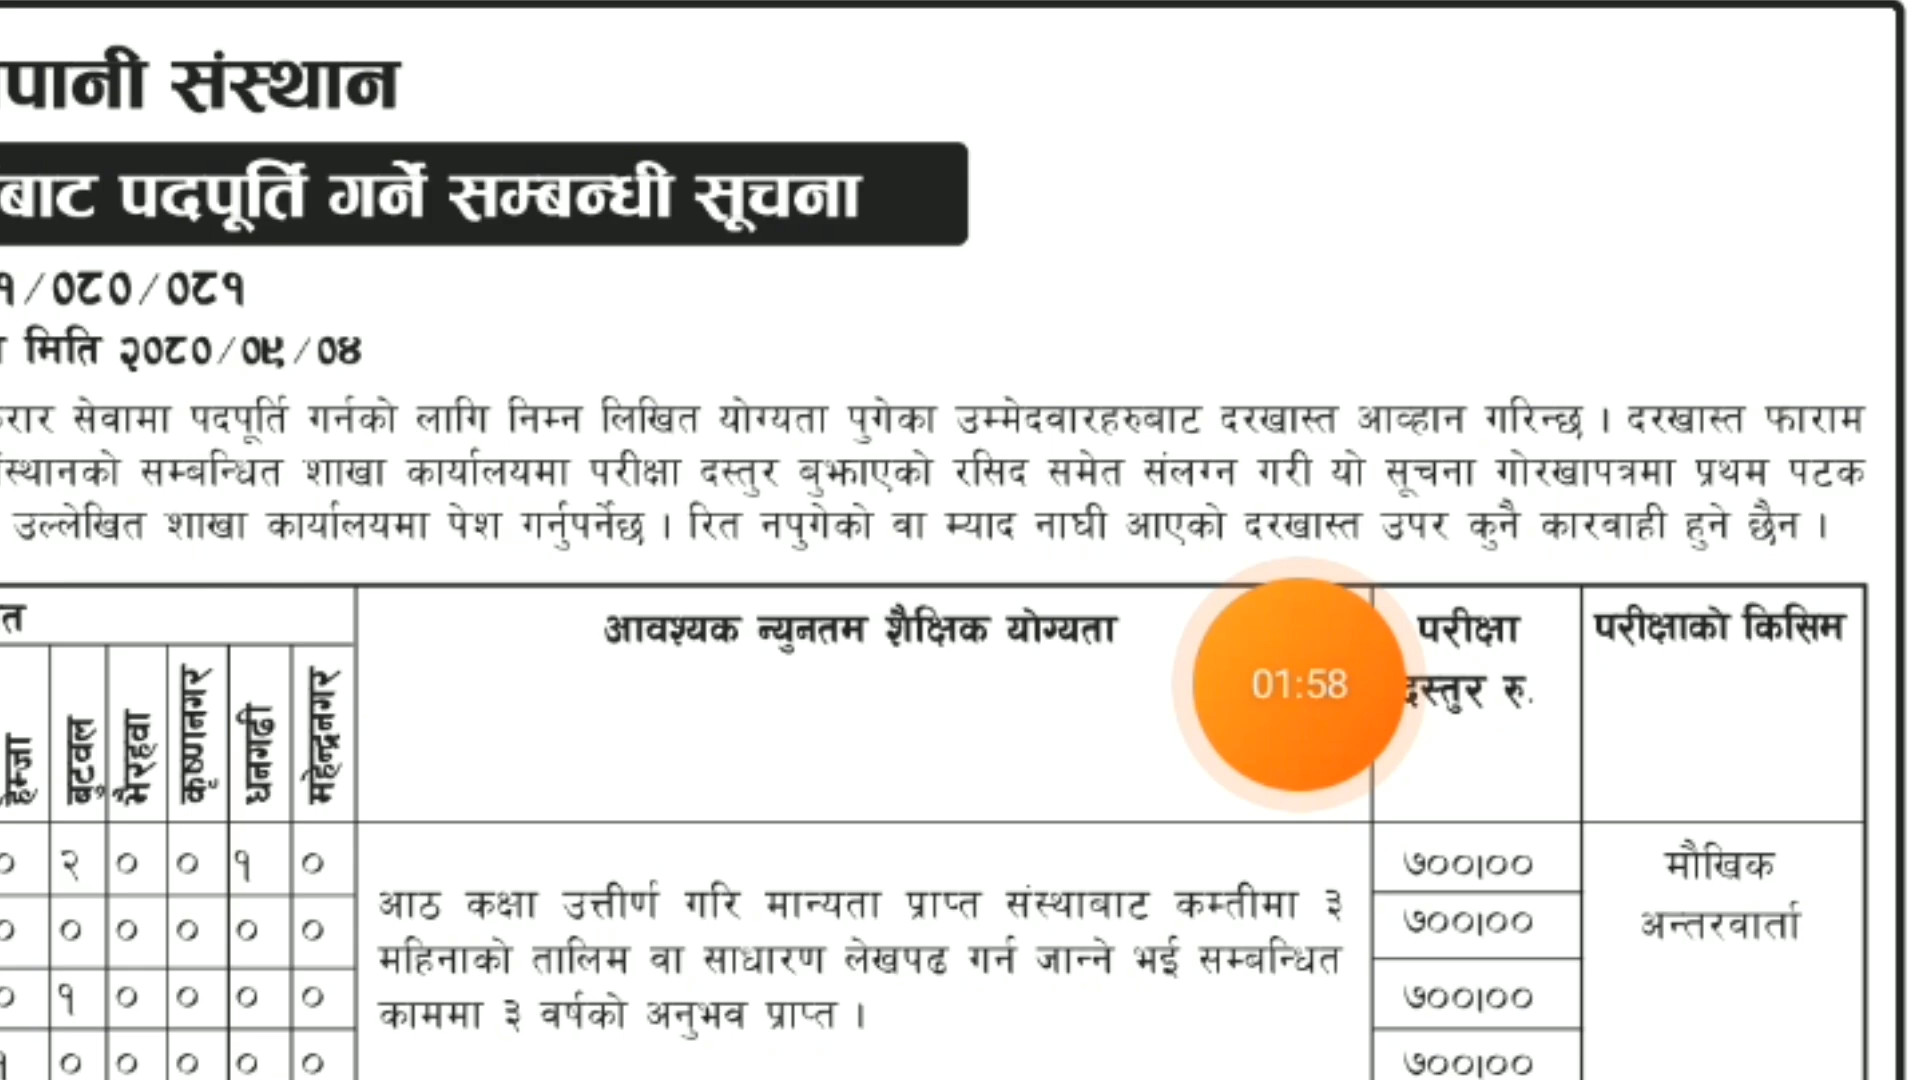 पानी संस्थान
बाट पदपूर्ति गर्ने सम्बन्धी सूचना
१/०८०/०८१
मिति २०८०/०९/०४
सेवामा पदपूर्ति गर्नको लागि निम्न लिखित योग्यता पुगेका उम्मेदवारहरुबाट दरखास्त आव्हान गरिन्छ । दरखास्त फाराम
सम्बन्धित शाखा कार्यालयमा परीक्षा दस्तुर बुझाएको रसिद समेत संलग्न गरी यो सूचना गोरखापत्रमा प्रथम पटक
उल्लेखित शाखा कार्यालयमा पेश गर्नुपर्नेछ । रित नपुगेको वा म्याद नाघी आएको दरखास्त उपर कुनै कारवाही हुने छैन ।
आवश्यक न्युनतम शैक्षिक योग्यता
परीक्षा
दस्तुर रु.
परीक्षाको किसिम
01:58
हेम्जा
बुटवल
भैरहवा
कृष्णनगर
धनगढी
महेन्द्रनगर
० २ ० ० १ ०
० ० ० ० ० ०
० १ ० ० ० ०
० ० ० ० ०
आठ कक्षा उत्तीर्ण गरि मान्यता प्राप्त संस्थाबाट कम्तीमा ३
महिनाको तालिम वा साधारण लेखपढ गर्न जान्ने भई सम्बन्धित
काममा ३ वर्षको अनुभव प्राप्त ।
७००|००
७००|००
७००|००
७००|००
मौखिक
अन्तरवार्ता